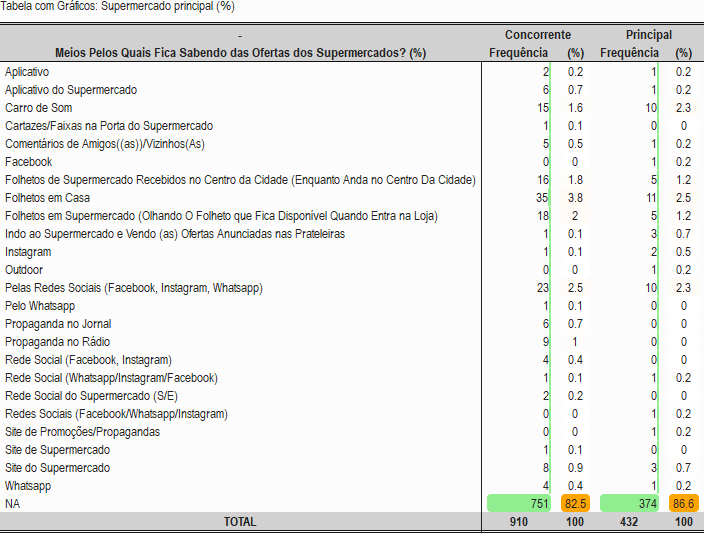 Tabela com Gráficos: Supermercado principal (%)
- Concorrente Principal
Meios Pelos Quais Fica Sabendo das Ofertas dos Supermercados? (%) Frequência (%) Frequência (%)
Aplicativo 2 0.2 1 0.2
Aplicativo do Supermercado 6 0.7 1 0.2
Carro de Som 15 1.6 10 2.3
Cartazes/Faixas na Porta do Supermercado 1 0.1 0 0
Comentários de Amigos((as))/Vizinhos(As) 5 0.5 1 0.2
Facebook 0 0 1 0.2
Folhetos de Supermercado Recebidos no Centro da Cidade (Enquanto Anda no Centro Da Cidade) 16 1.8 5 1.2
Folhetos em Casa 35 3.8 11 2.5
Folhetos em Supermercado (Olhando O Folheto que Fica Disponível Quando Entra na Loja) 18 2 5 1.2
Indo ao Supermercado e Vendo (as) Ofertas Anunciadas nas Prateleiras 1 0.1 3 0.7
Instagram 1 0.1 2 0.5
Outdoor 0 0 1 0.2
Pelas Redes Sociais (Facebook, Instagram, Whatsapp) 23 2.5 10 2.3
Pelo Whatsapp 1 0.1 0 0
Propaganda no Jornal 6 0.7 0 0
Propaganda no Rádio 9 1 0 0
Rede Social (Facebook, Instagram) 4 0.4 0 0
Rede Social (Whatsapp/Instagram/Facebook) 1 0.1 1 0.2
Rede Social do Supermercado (S/E) 2 0.2 0 0
Redes Sociais (Facebook/Whatsapp/Instagram) 0 0 1 0.2
Site de Promoções/Propagandas 0 0 1 0.2
Site de Supermercado 1 0.1 0 0
Site do Supermercado 8 0.9 3 0.7
Whatsapp 4 0.4 1 0.2
NA 751 82.5 374 86.6
TOTAL 910 100 432 100